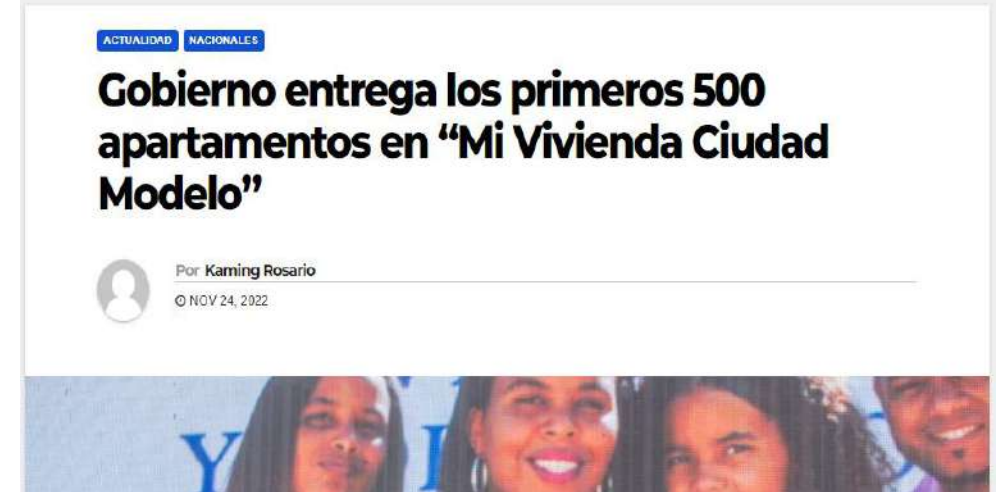 ACTUALIDAD NACIONALES
Gobierno entrega los primeros 500
apartamentos en “Mi Vivienda Ciudad
Modelo”
Por Kaming Rosario
NOV 24, 2022